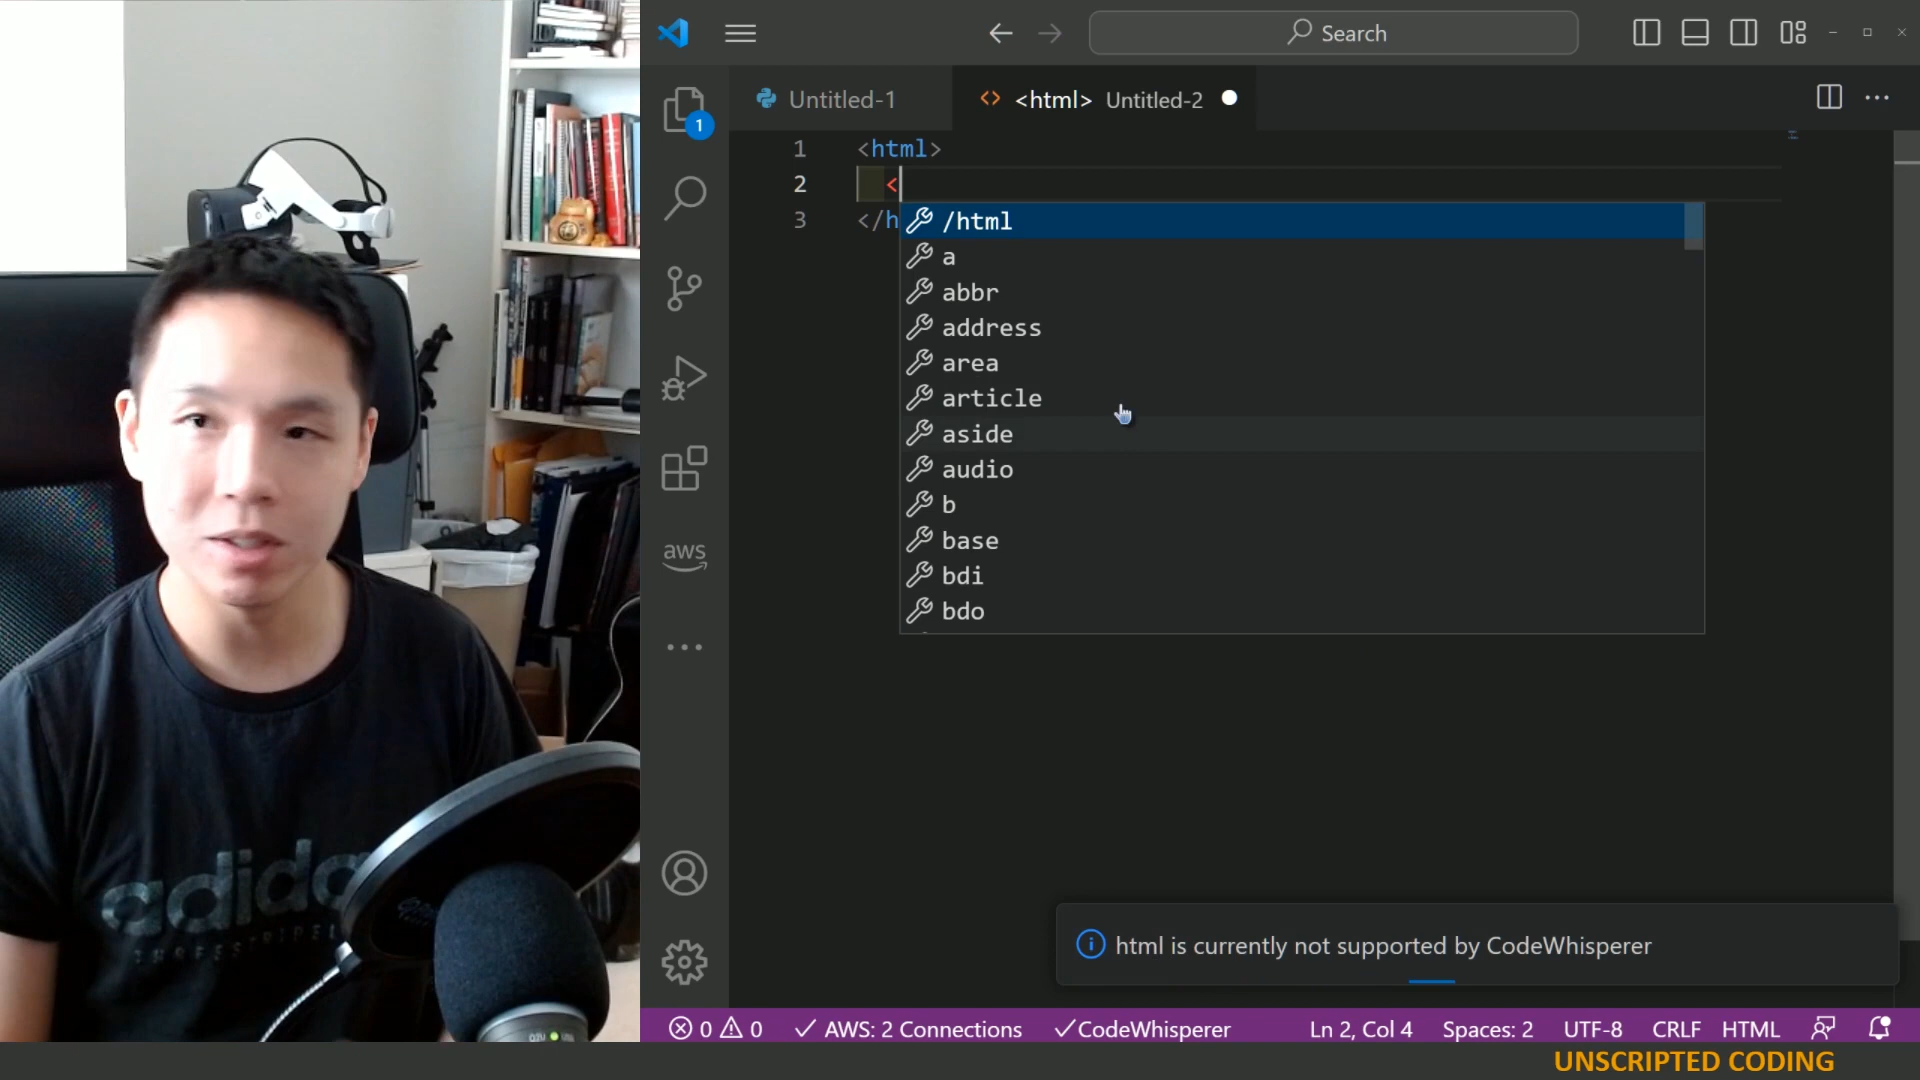 Search
Untitled-1
<html> Untitled-2
1
1 <html>
2 <
3 </h
/html
a
abbr
address
area
article
aside
audio
b
base
bdi
bdo
aws
adidas
html is currently not supported by CodeWhisperer
0 0 AWS: 2 Connections CodeWhisperer Ln 2, Col 4 Spaces: 2 UTF-8 CRLF HTML
UNSCRIPTED CODING